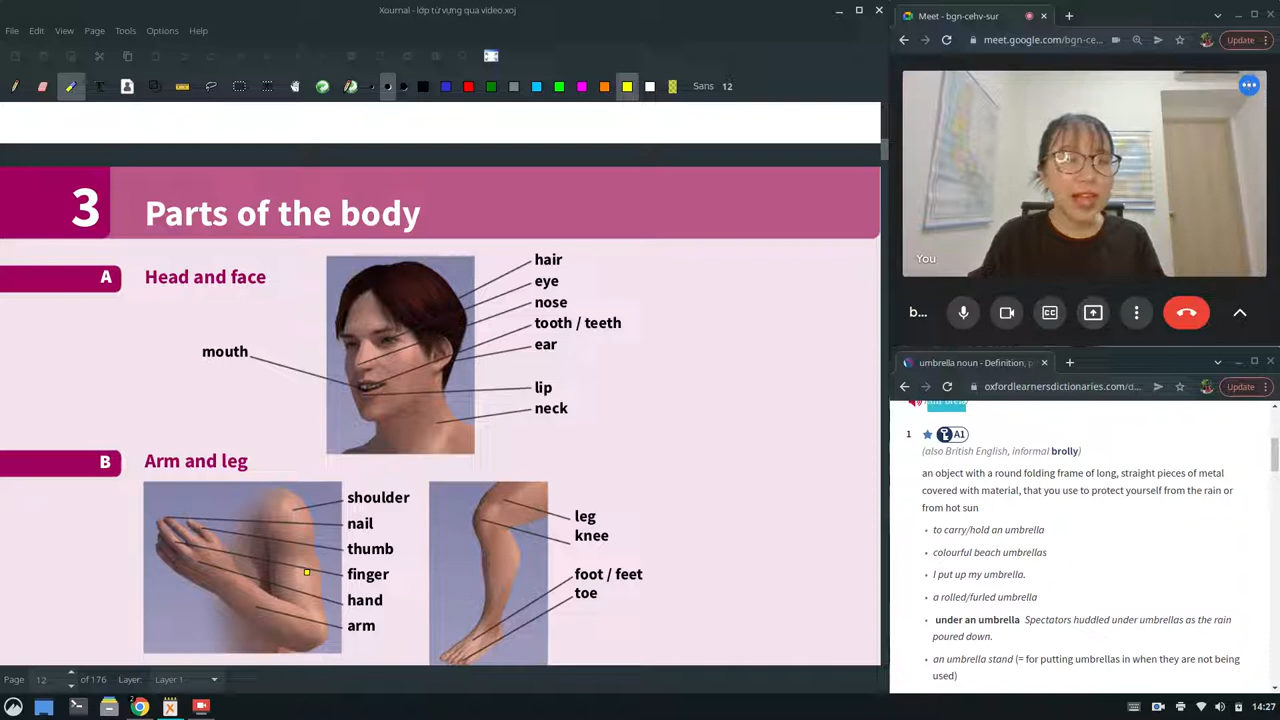 Xournal - lớp từ vựng qua video.xoj
File Edit View Page Tools Options Help
Sans 12
3 Parts of the body
A Head and face
hair
eye
nose
tooth / teeth
ear
mouth
lip
neck
B Arm and leg
shoulder
nail
thumb
finger
hand
arm
leg
knee
foot / feet
toe
Page 12 of 176 Layer: Layer 1
Meet - bgn-cehv-sur
meet.google.com/bgn-ce...
Update
You
b...
umbrella noun - Definition, p
oxfordlearnersdictionaries.com/d...
Update
1 A1
(also British English, informal brolly)
an object with a round folding frame of long, straight pieces of metal
covered with material, that you use to protect yourself from the rain or
from hot sun
• to carry/hold an umbrella
• colourful beach umbrellas
• I put up my umbrella.
• a rolled/furled umbrella
• under an umbrella Spectators huddled under umbrellas as the rain
poured down.
• an umbrella stand (= for putting umbrellas in when they are not being
used)
2
14:27